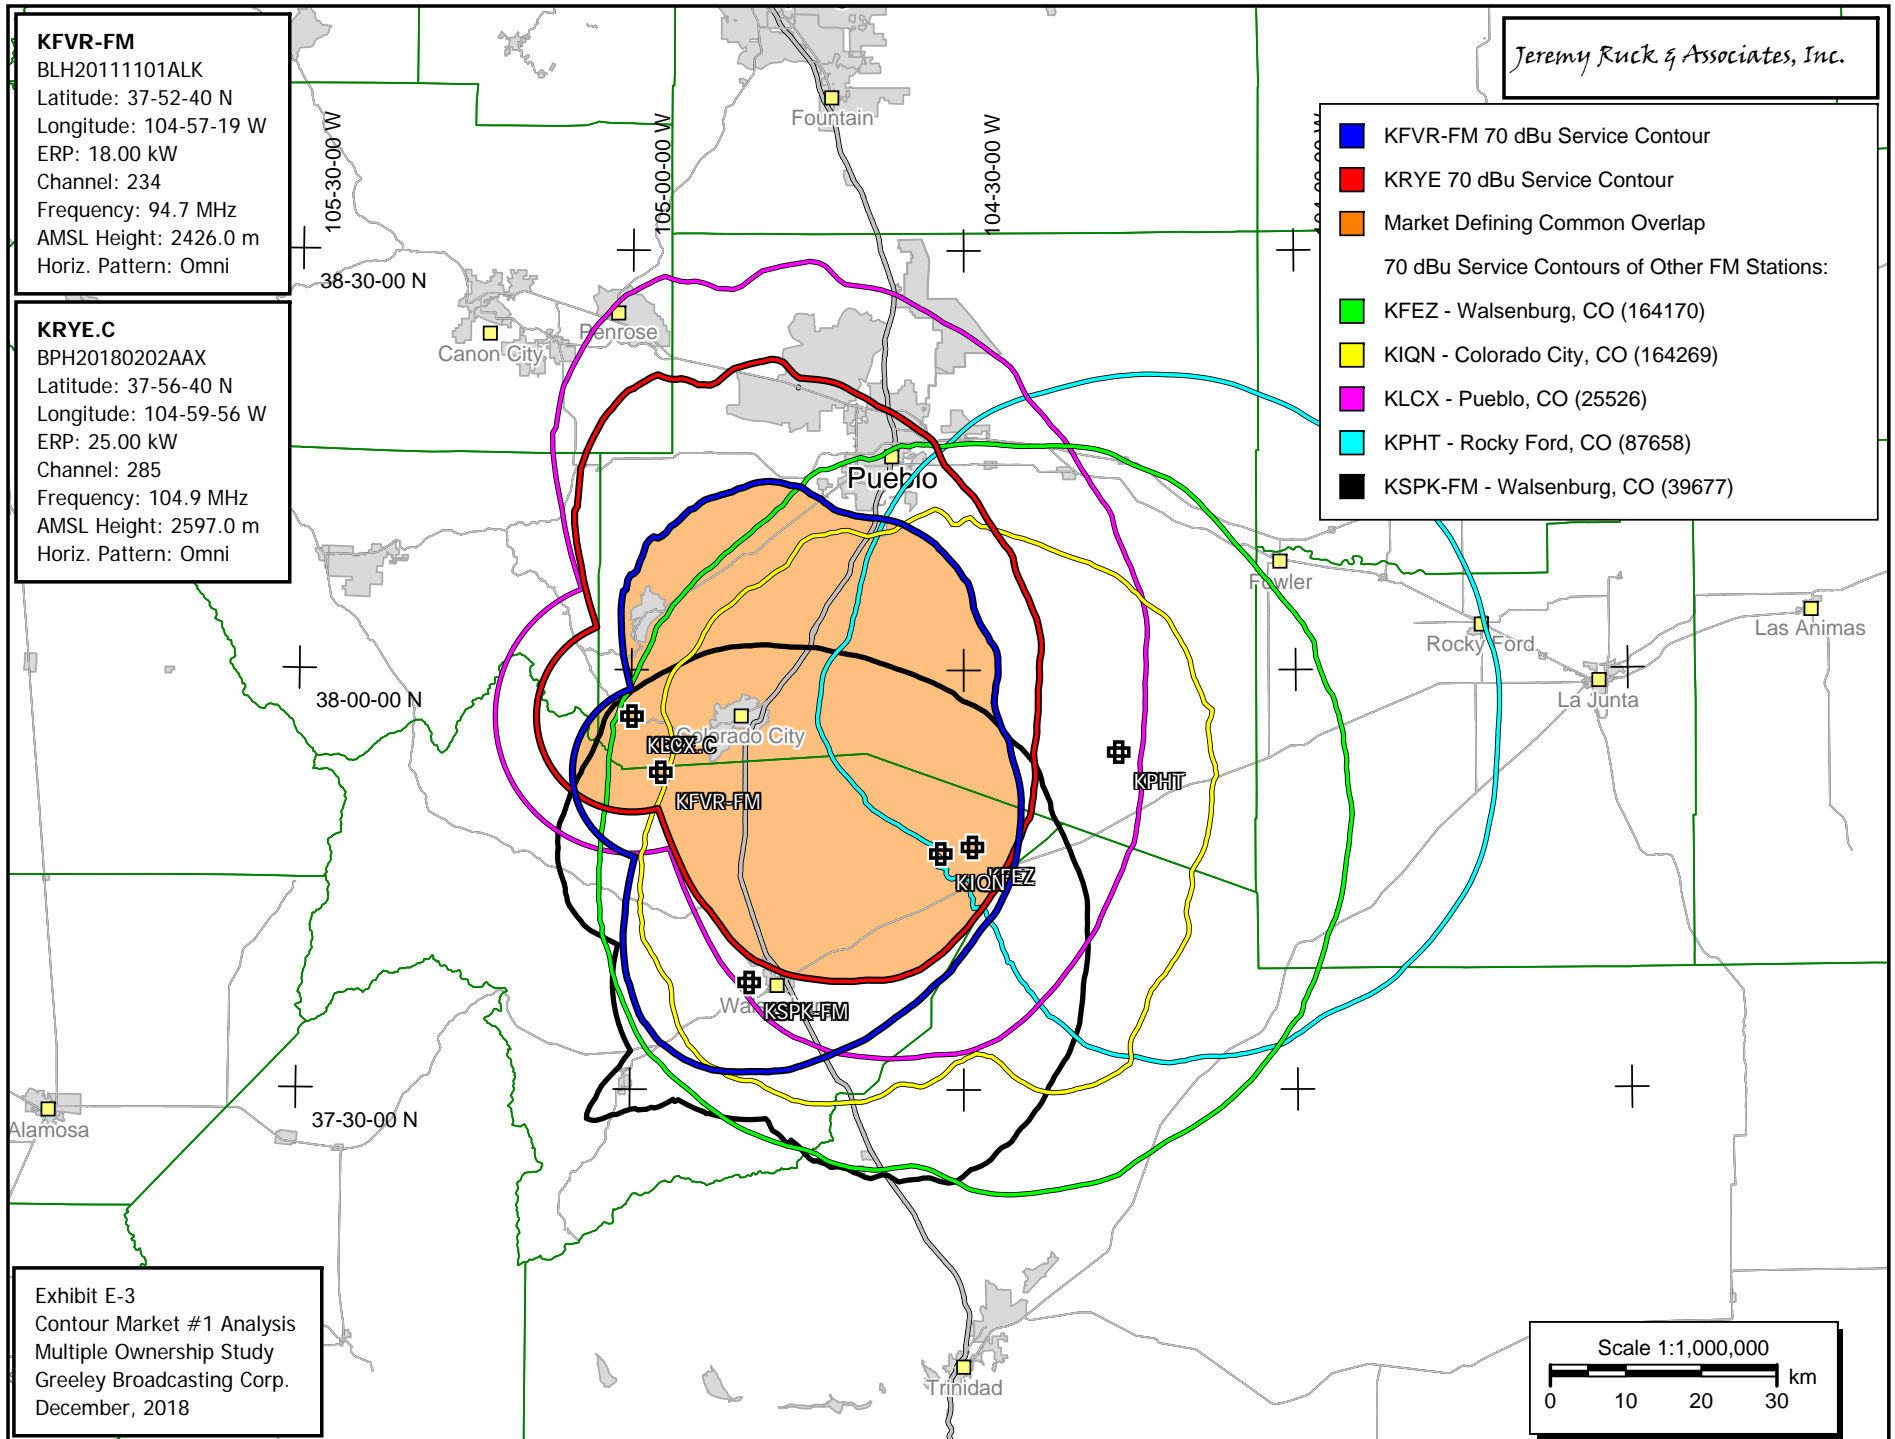 KFVR-FM
BLH20111101ALK
Latitude: 37-52-40 N
Longitude: 104-57-19 W
ERP: 18.00 kW
Channel: 234
Frequency: 94.7 MHz
AMSL Height: 2426.0 m
Horiz. Pattern: Omni
KRYE.C
BPH20180202AAX
Latitude: 37-56-40 N
Longitude: 104-59-56 W
ERP: 25.00 kW
Channel: 285
Frequency: 104.9 MHz
AMSL Height: 2597.0 m
Horiz. Pattern: Omni
Jeremy Ruck & Associates, Inc.
KFVR-FM 70 dBu Service Contour
KRYE 70 dBu Service Contour
Market Defining Common Overlap
70 dBu Service Contours of Other FM Stations:
KFEZ - Walsenburg, CO (164170)
KIQN - Colorado City, CO (164269)
KLCX - Pueblo, CO (25526)
KPHT - Rocky Ford, CO (87658)
KSPK-FM - Walsenburg, CO (39677)
105-30-00 W
105-00-00 W
104-30-00 W
38-30-00 N
38-00-00 N
37-30-00 N
Fountain
Penrose
Canon City
Pueblo
Fowler
Rocky Ford
Las Animas
La Junta
Colorado City
KFVR-FM
KPHT
KIQN
KFEZ
KSPK-FM
Alamosa
Trinidad
Exhibit E-3
Contour Market #1 Analysis
Multiple Ownership Study
Greeley Broadcasting Corp.
December, 2018
Scale 1:1,000,000
km
0 10 20 30